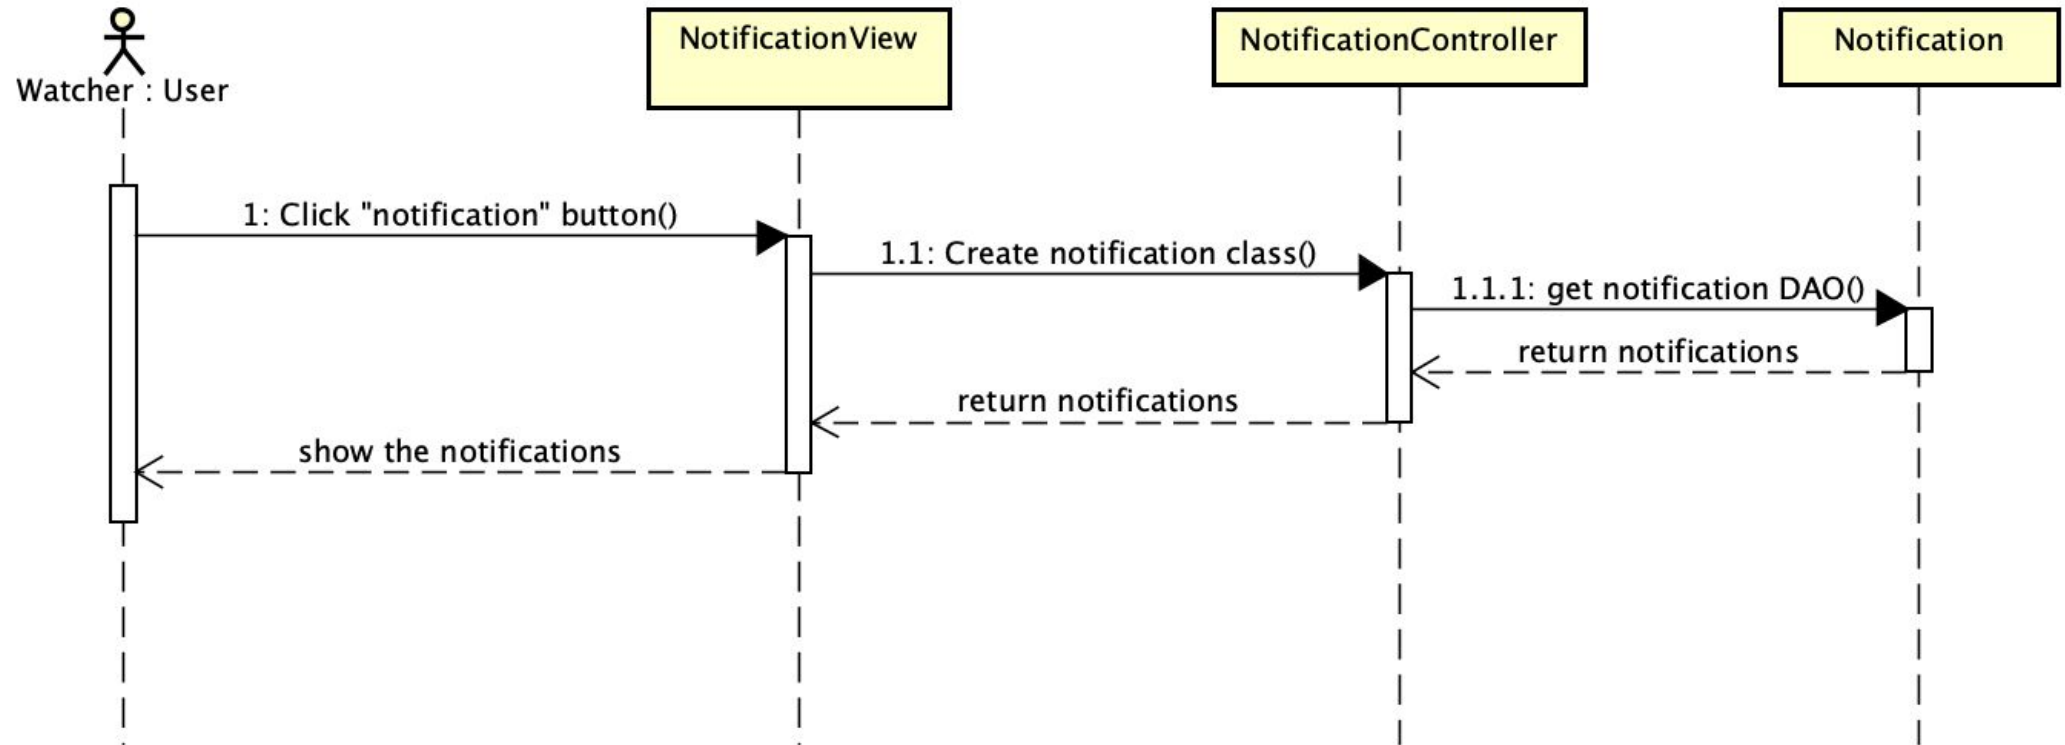 Watcher : User
NotificationView
NotificationController
Notification
1: Click "notification" button()
1.1: Create notification class()
1.1.1: get notification DAO()
return notifications
return notifications
show the notifications